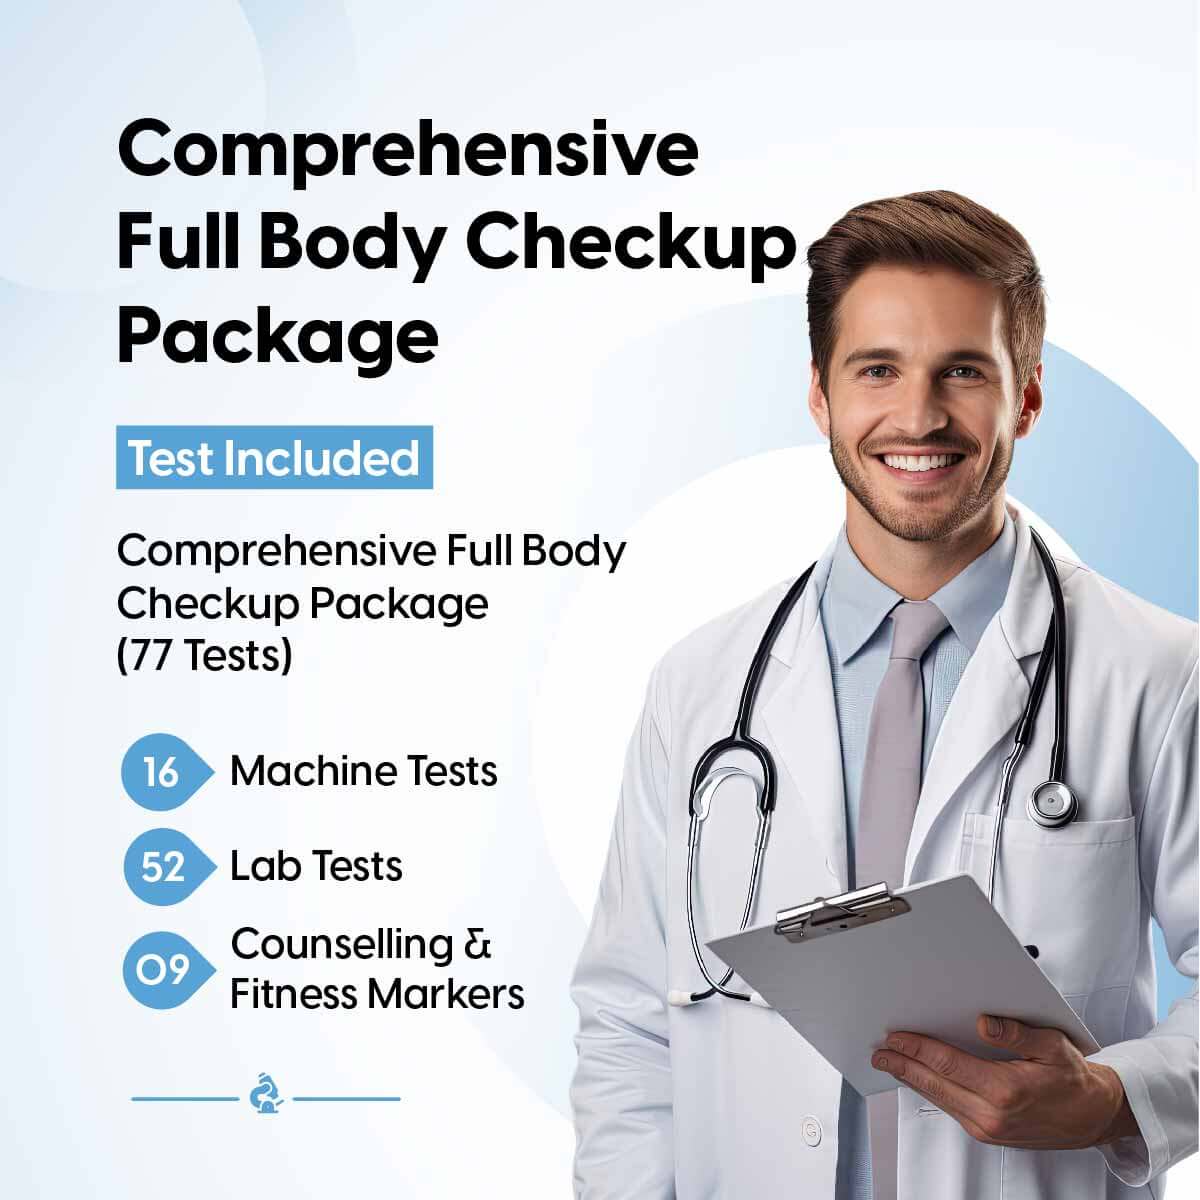 Comprehensive
Full Body Checkup
Package
Test Included
Comprehensive Full Body
Checkup Package
(77 Tests)
16 Machine Tests
52 Lab Tests
09 Counselling &
Fitness Markers